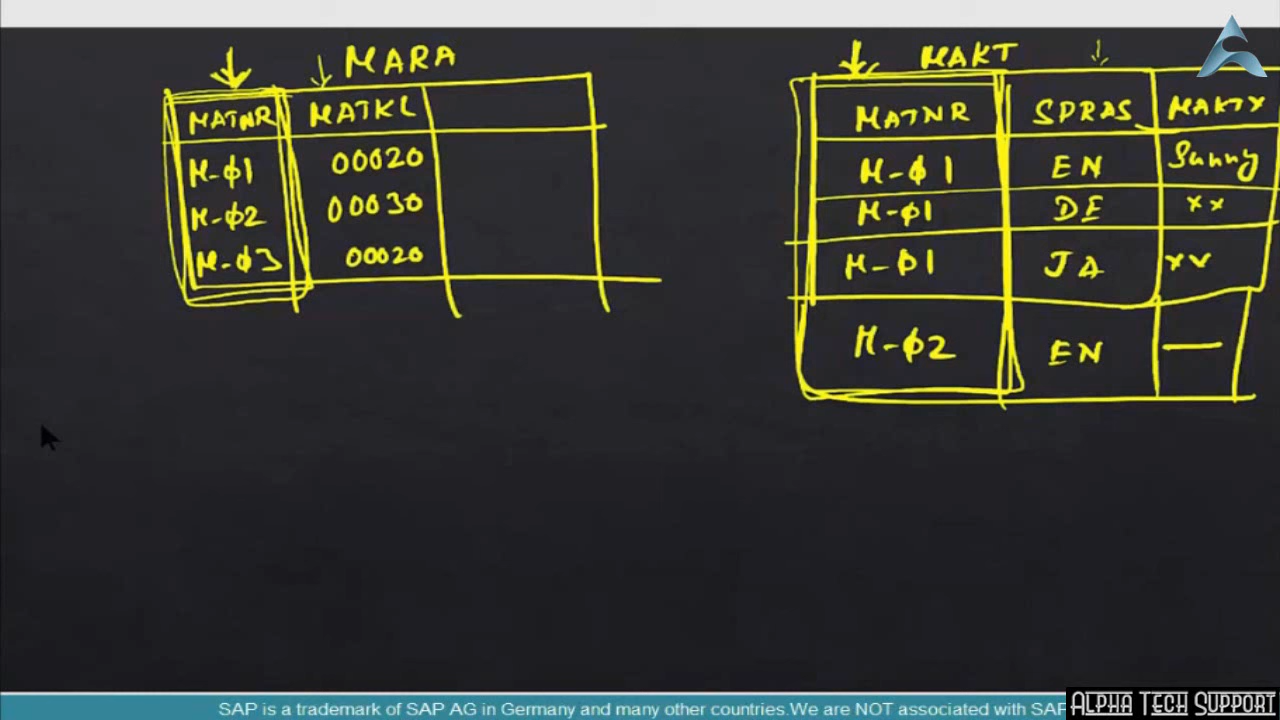 MARA
MATNR MATKL
M-01 00020
M-02 00030
M-03 00020
MAKT
MATNR SPRAS MAKTX
M-01 EN Sunny
M-01 DE xx
M-01 JA xx
M-02 EN —
SAP is a trademark of SAP AG in Germany and many other countries.We are NOT associated with SAP
ALPHA TECH SUPPORT